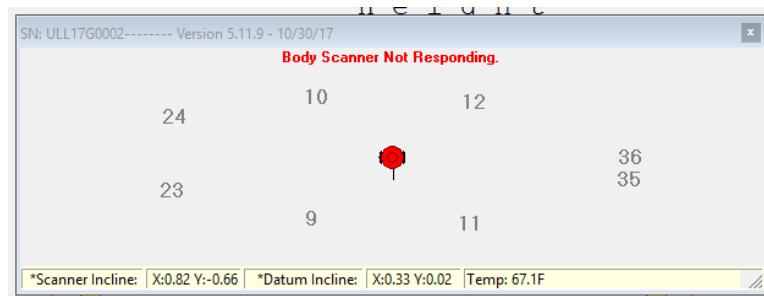 SN: ULL17G0002-------- Version 5.11.9 - 10/30/17
x
Body Scanner Not Responding.
10
12
24
36
35
23
9
11
*Scanner Incline: X:0.82 Y:-0.66 *Datum Incline: X:0.33 Y:0.02 Temp: 67.1F